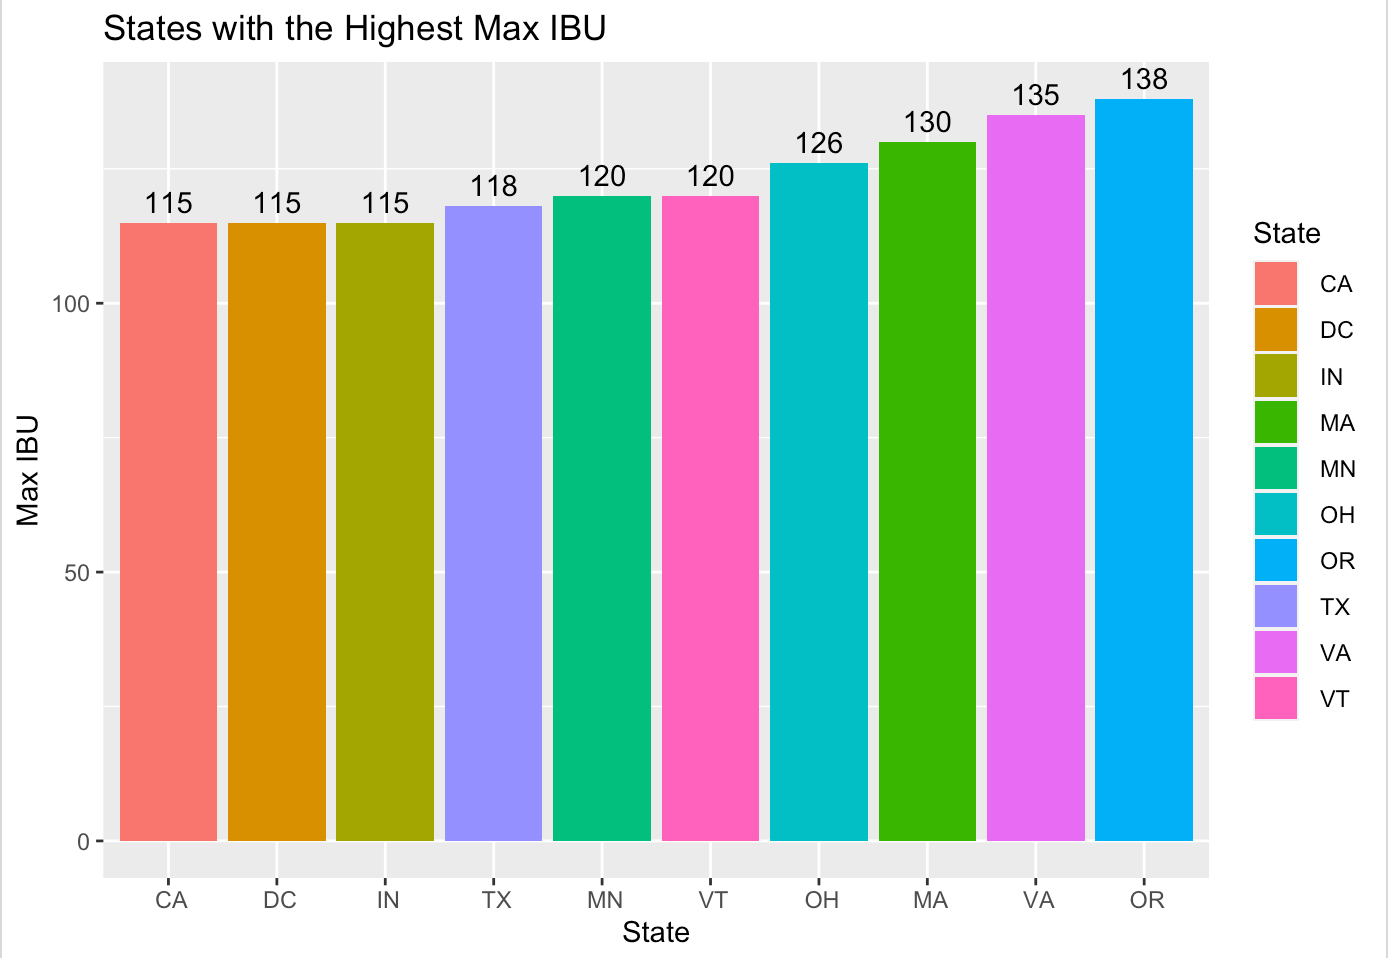 States with the Highest Max IBU
115 115 115 118 120 120 126 130 135 138
Max IBU
100
50
0
CA DC IN TX MN VT OH MA VA OR
State
State
CA
DC
IN
MA
MN
OH
OR
TX
VA
VT